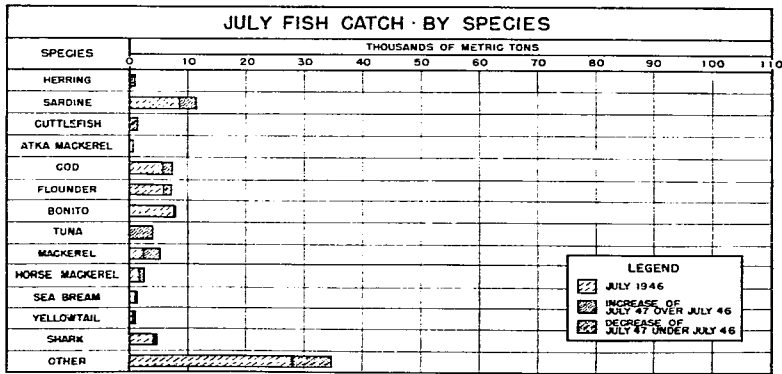 JULY FISH CATCH · BY SPECIES
SPECIES
THOUSANDS OF METRIC TONS
0 10 20 30 40 50 60 70 80 90 100 110
HERRING
SARDINE
CUTTLEFISH
ATKA MACKEREL
COD
FLOUNDER
BONITO
TUNA
MACKEREL
HORSE MACKEREL
SEA BREAM
YELLOWTAIL
SHARK
OTHER
LEGEND
JULY 1946
INCREASE OF
JULY 47 OVER JULY 46
DECREASE OF
JULY 47 UNDER JULY 46